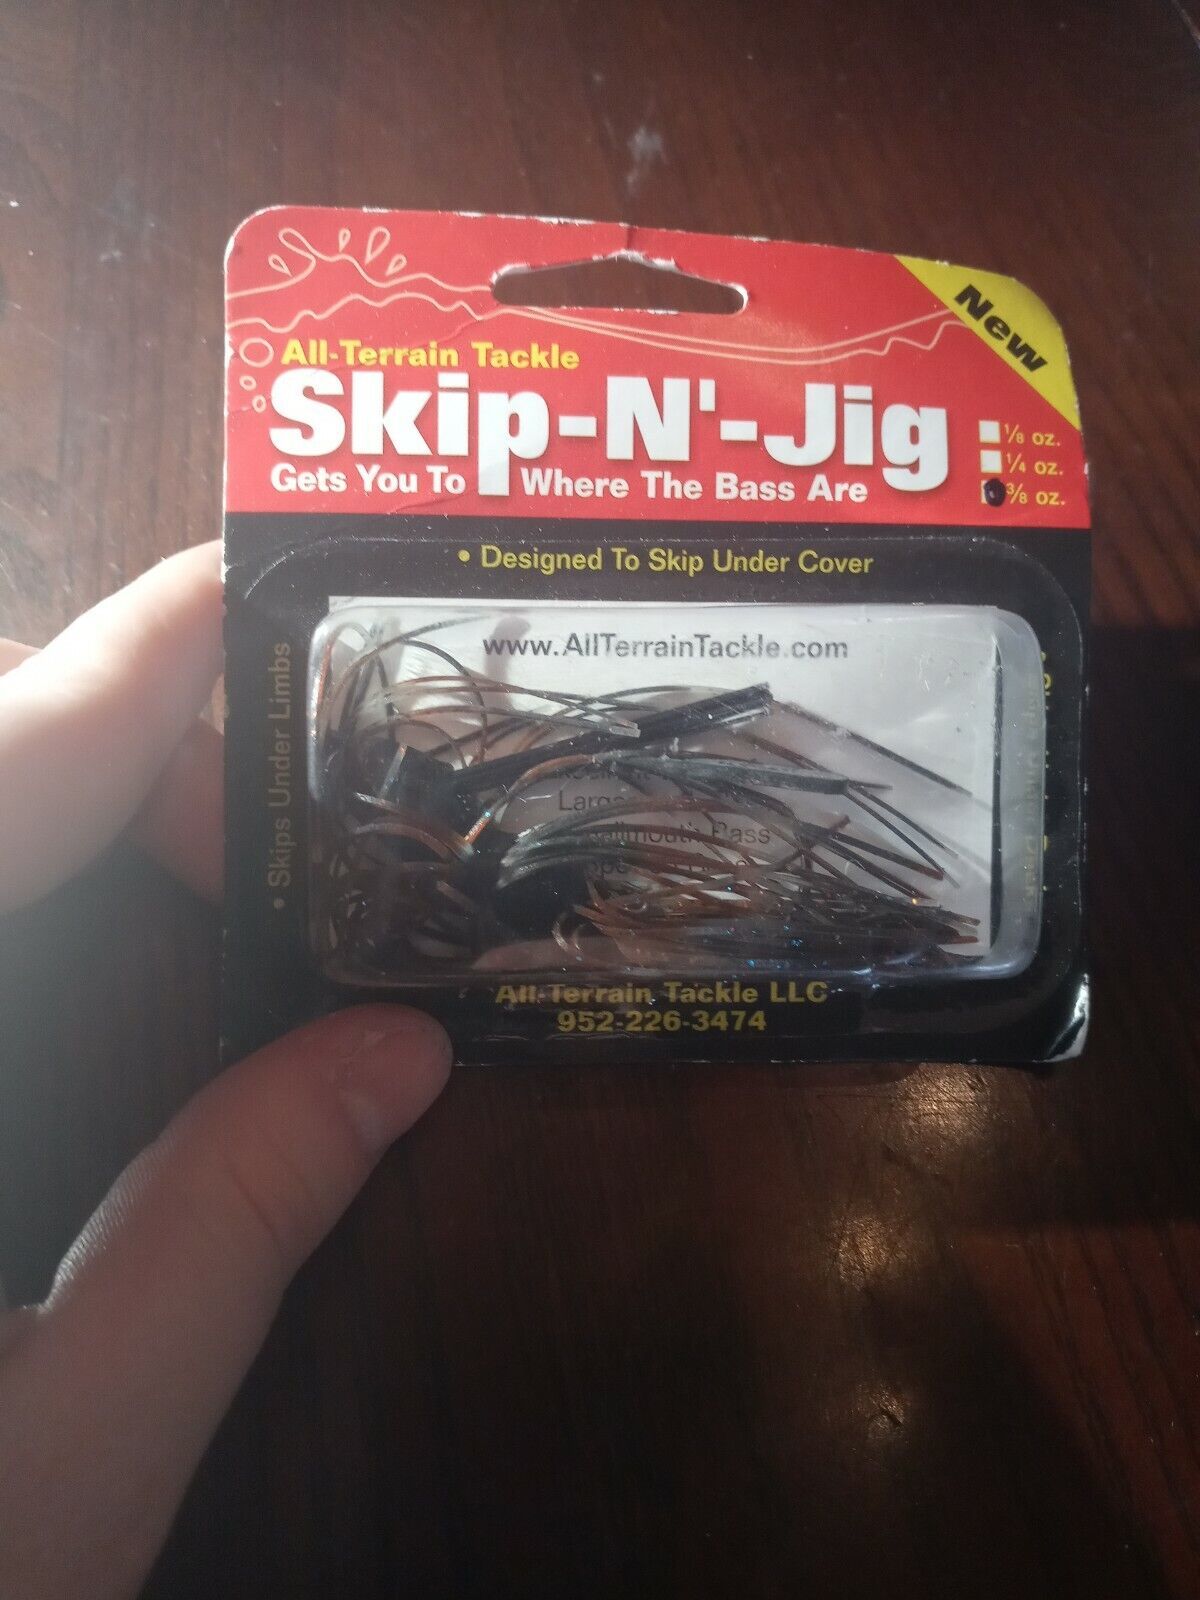 New
All-Terrain Tackle
Skip-N'-Jig
Gets You To Where The Bass Are
1/8 oz.
1/4 oz.
3/8 oz.
• Designed To Skip Under Cover
• Skips Under Limbs
www.AllTerrainTackle.com
Bass
All-Terrain Tackle LLC
952-226-3474